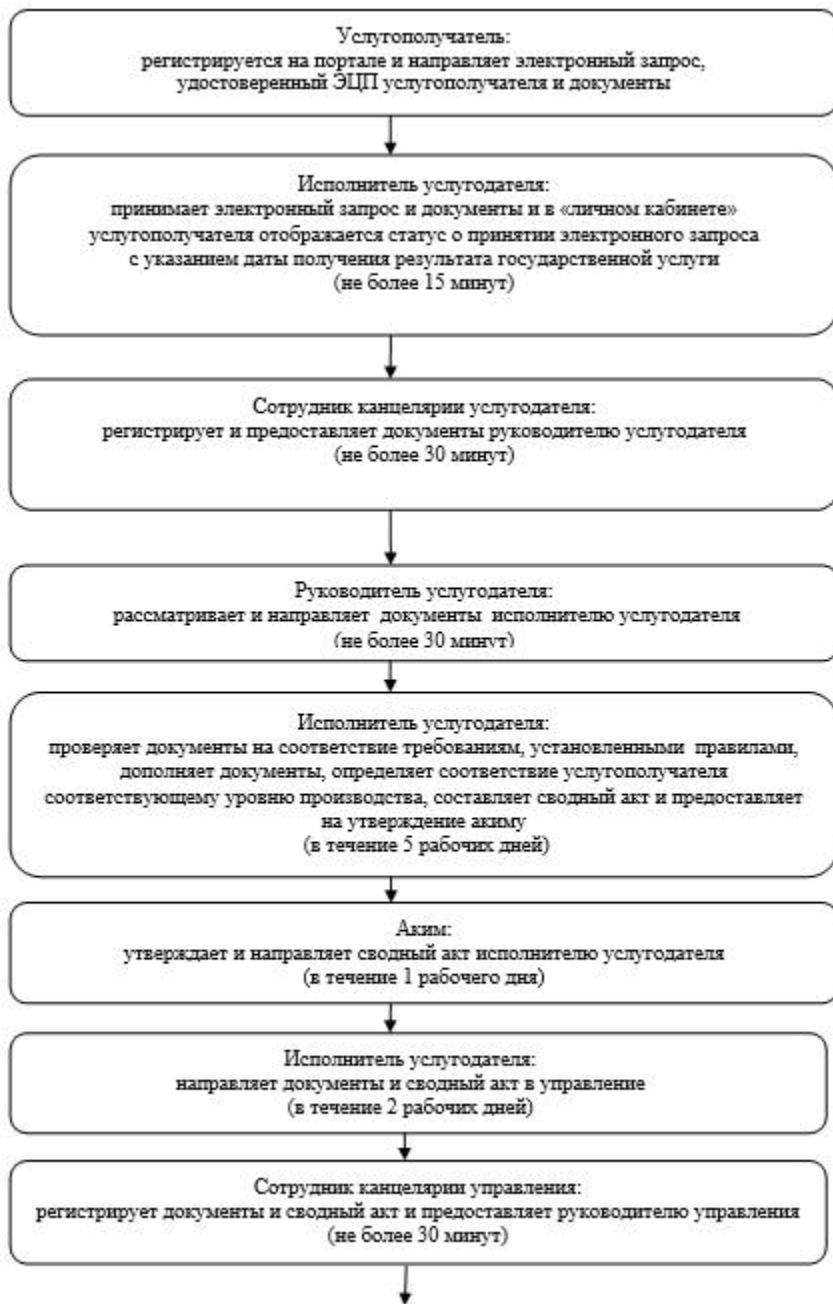 Услугополучатель:
регистрируется на портале и направляет электронный запрос,
удостоверенный ЭЦП услугополучателя и документы
Исполнитель услугодателя:
принимает электронный запрос и документы и в «личном кабинете»
услугополучателя отображается статус о принятии электронного запроса
с указанием даты получения результата государственной услуги
(не более 15 минут)
Сотрудник канцелярии услугодателя:
регистрирует и предоставляет документы руководителю услугодателя
(не более 30 минут)
Руководитель услугодателя:
рассматривает и направляет документы исполнителю услугодателя
(не более 30 минут)
Исполнитель услугодателя:
проверяет документы на соответствие требованиям, установленными правилами,
дополняет документы, определяет соответствие услугополучателя
соответствующему уровню производства, составляет сводный акт и предоставляет
на утверждение акиму
(в течение 5 рабочих дней)
Аким:
утверждает и направляет сводный акт исполнителю услугодателя
(в течение 1 рабочего дня)
Исполнитель услугодателя:
направляет документы и сводный акт в управление
(в течение 2 рабочих дней)
Сотрудник канцелярии управления:
регистрирует документы и сводный акт и предоставляет руководителю управления
(не более 30 минут)